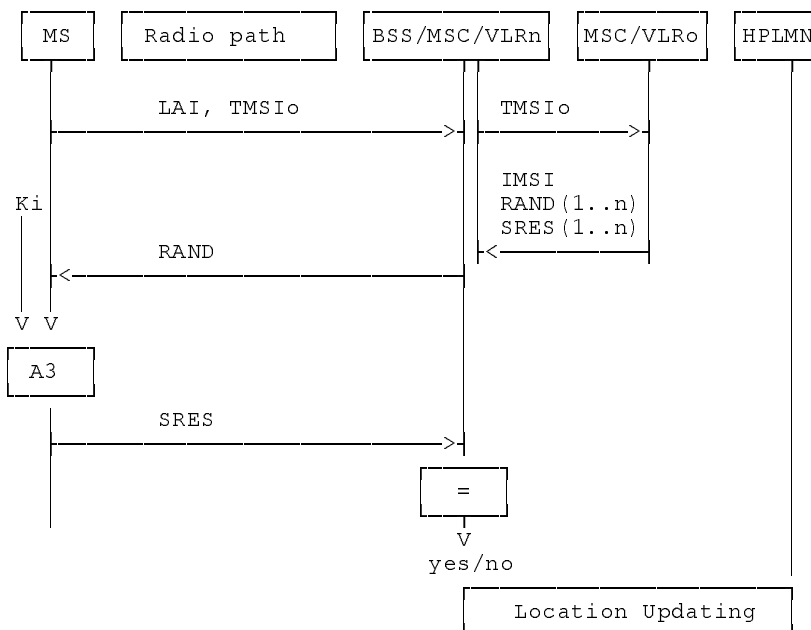 MS
Radio path
BSS/MSC/VLRn
MSC/VLRo
HPLMN
LAI, TMSIo
TMSIo
IMSI
Ki
RAND(1..n)
SRES(1..n)
RAND
V V
A3
SRES
=
V
yes/no
Location Updating